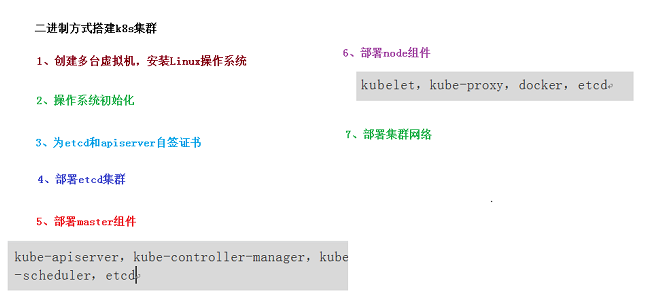 二进制方式搭建k8s集群
1、创建多台虚拟机，安装Linux操作系统
2、操作系统初始化
3、为etcd和apiserver自签证书
4、部署etcd集群
5、部署master组件
kube-apiserver，kube-controller-manager，kube
-scheduler，etcd
6、部署node组件
kubelet，kube-proxy，docker，etcd
7、部署集群网络